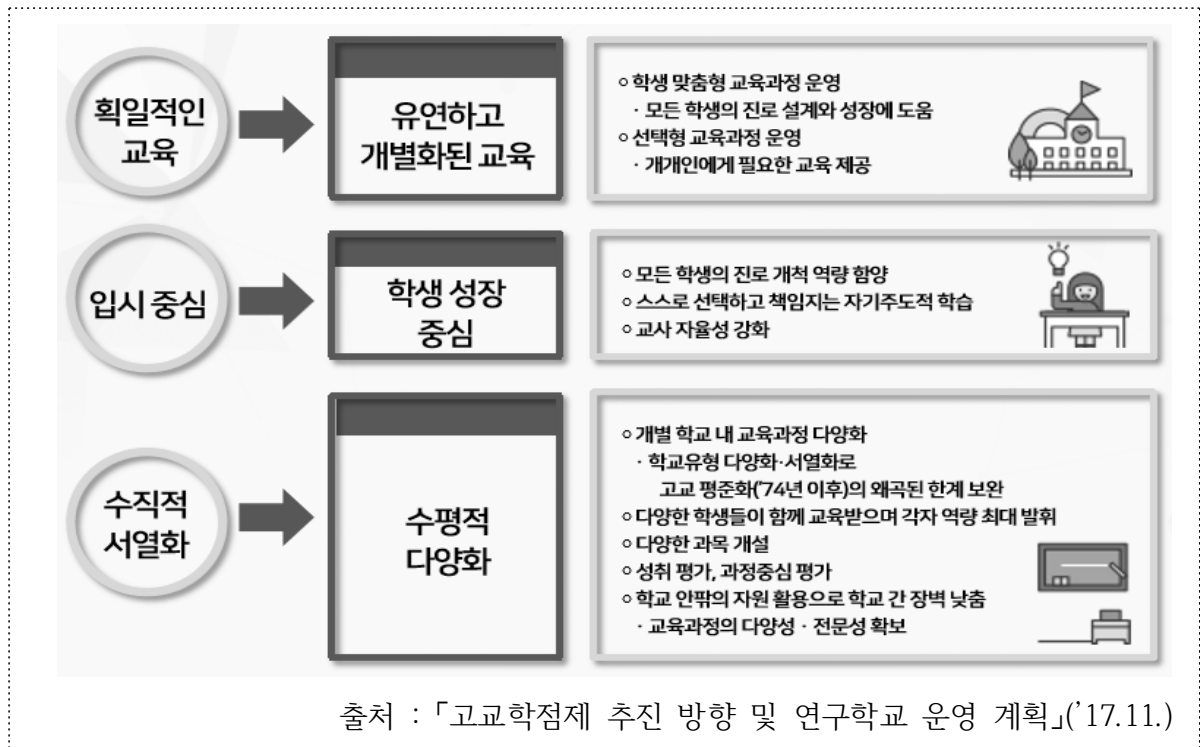 획일적인
교육
유연하고
개별화된 교육
○ 학생 맞춤형 교육과정 운영
· 모든 학생의 진로 설계와 성장에 도움
○ 선택형 교육과정 운영
· 개개인에게 필요한 교육 제공
입시 중심
학생 성장
중심
○ 모든 학생의 진로 개척 역량 함양
○ 스스로 선택하고 책임지는 자기주도적 학습
○ 교사 자율성 강화
수직적
서열화
수평적
다양화
○ 개별 학교 내 교육과정 다양화
· 학교유형 다양화·서열화로
고교 평준화('74년 이후)의 왜곡된 한계 보완
○ 다양한 학생들이 함께 교육받으며 각자 역량 최대 발휘
○ 다양한 과목 개설
○ 성취 평가, 과정중심 평가
○ 학교 안팎의 자원 활용으로 학교 간 장벽 낮춤
· 교육과정의 다양성 · 전문성 확보
출처 : 「고교학점제 추진 방향 및 연구학교 운영 계획」('17.11.)